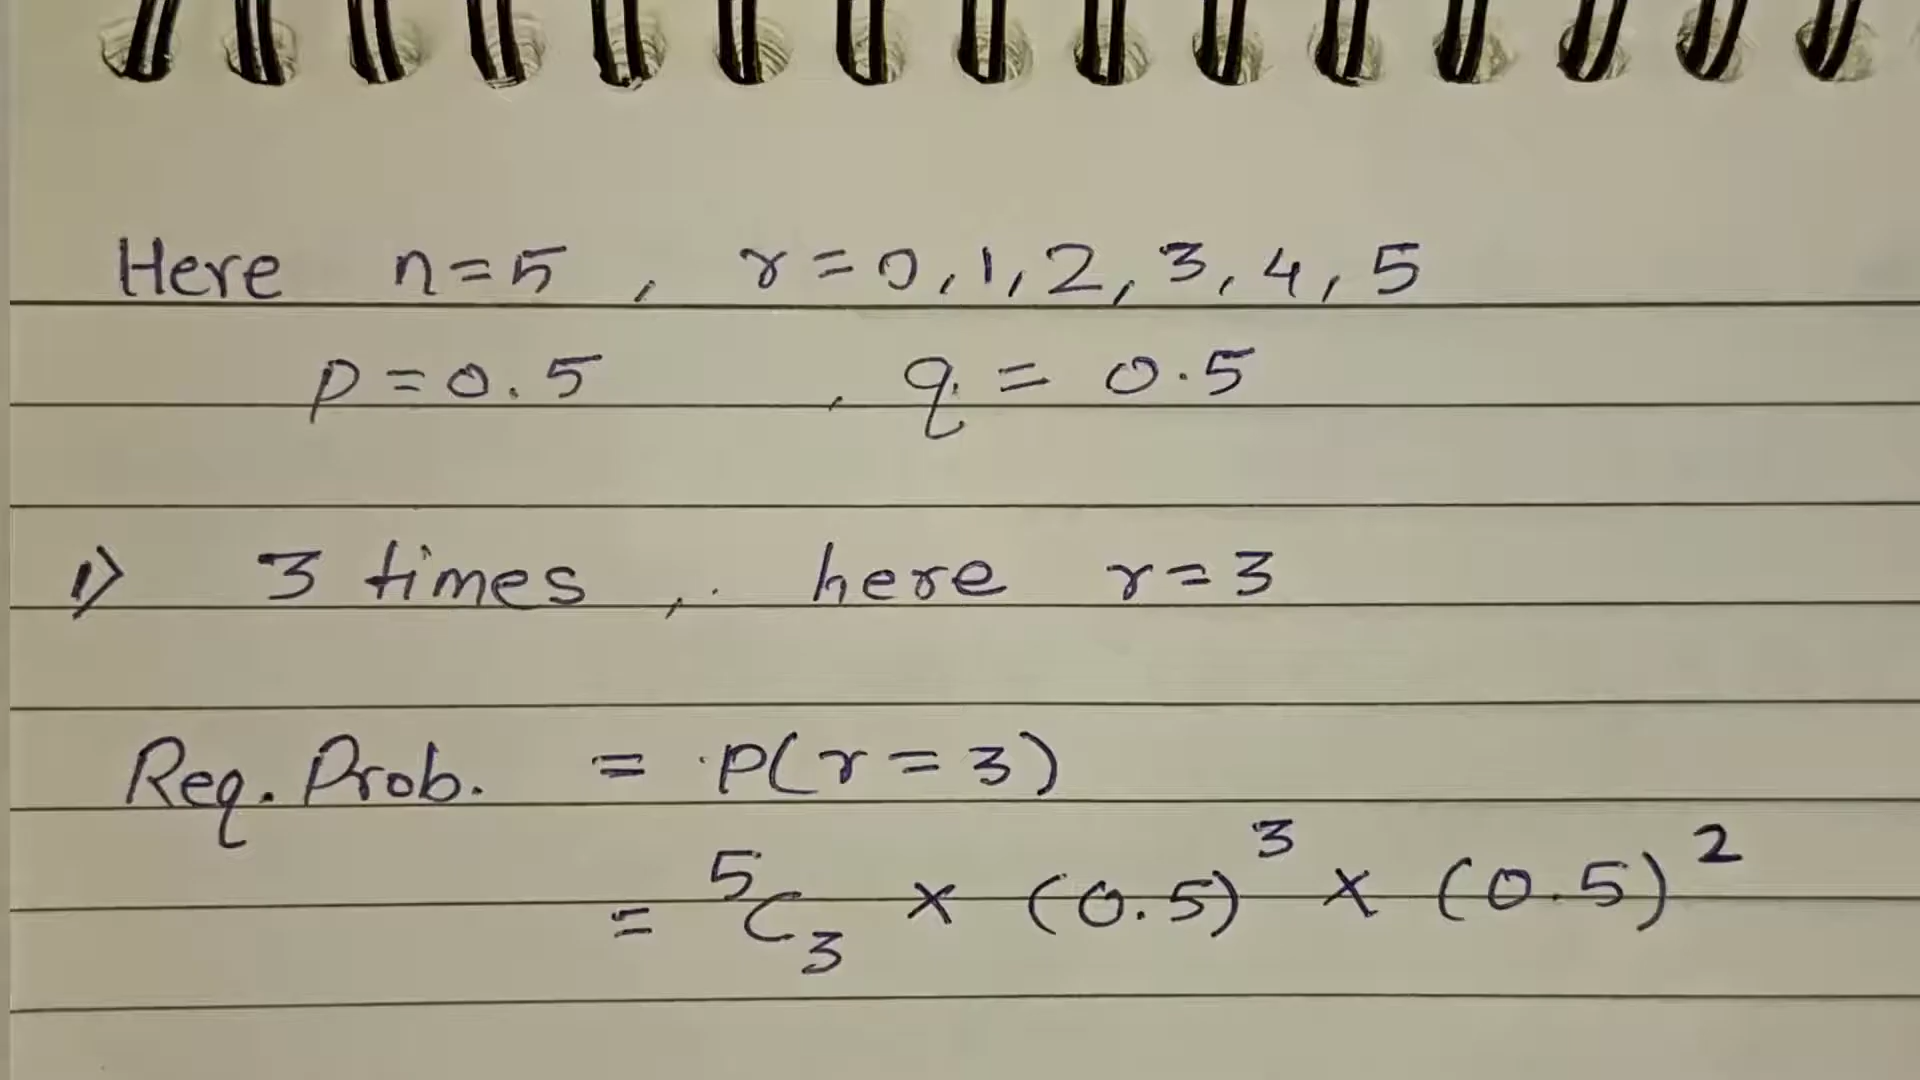 Here n=5, r=0,1,2,3,4,5
p=0.5, q=0.5
1) 3 times, here r=3
Req. Prob. = P(r=3)
= ⁵C₃ × (0.5)³ × (0.5)²